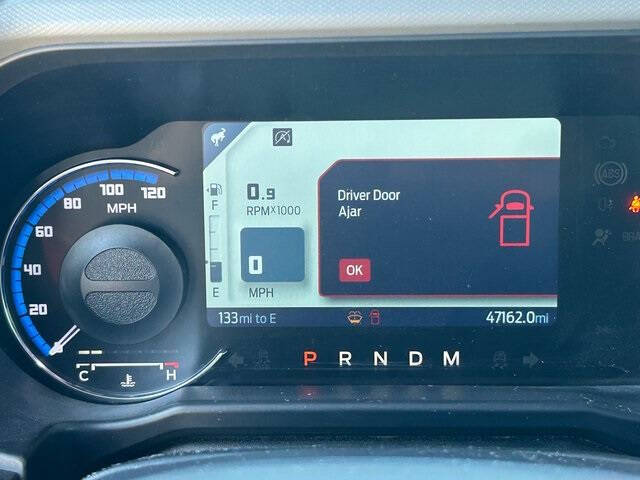 120
100
80
60
40
20
MPH
C
H
F
E
0.9
RPMx1000
0
MPH
Driver Door
Ajar
OK
133mi to E
47162.0mi
P R N D M
ABS